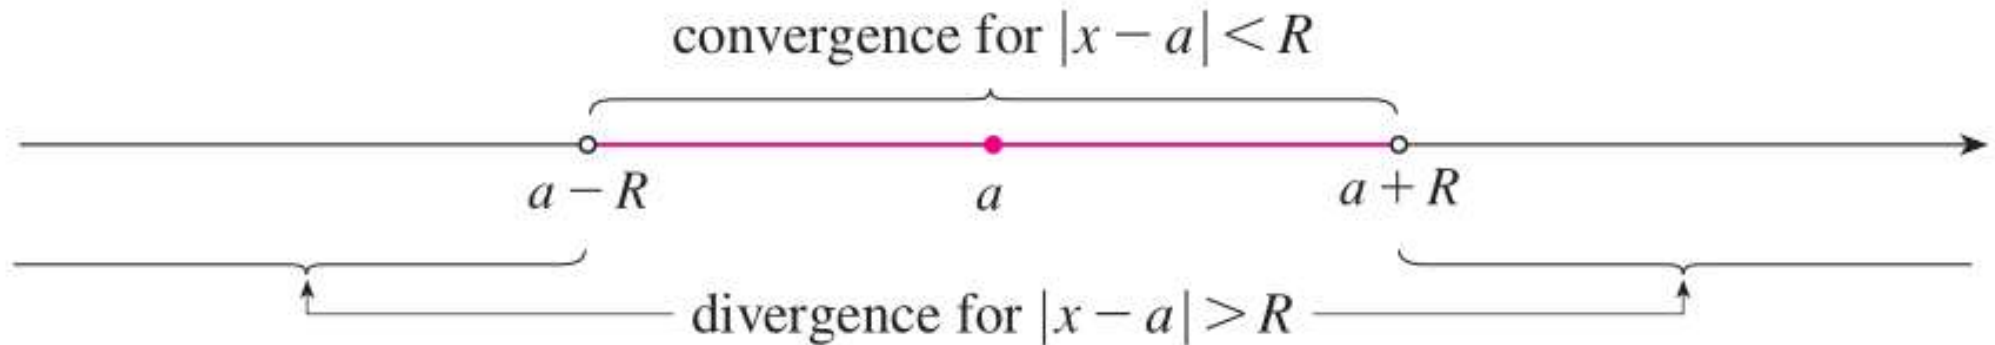 convergence for |x − a| < R
a − R
a
a + R
divergence for |x − a| > R